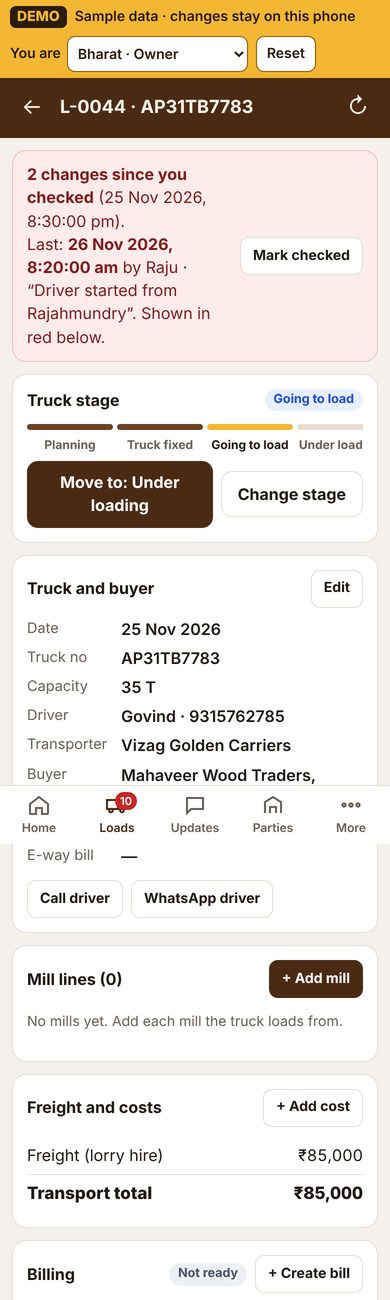 DEMO Sample data · changes stay on this phone
You are Bharat · Owner Reset
L-0044 · AP31TB7783
2 changes since you
checked (25 Nov 2026,
8:30:00 pm).
Last: 26 Nov 2026,
8:20:00 am by Raju ·
“Driver started from
Rajahmundry”. Shown in
red below.
Mark checked
Truck stage Going to load
Planning Truck fixed Going to load Under load
Move to: Under
loading
Change stage
Truck and buyer Edit
Date 25 Nov 2026
Truck no AP31TB7783
Capacity 35 T
Driver Govind · 9315762785
Transporter Vizag Golden Carriers
Buyer Mahaveer Wood Traders,
10
Home Loads Updates Parties More
E-way bill —
Call driver WhatsApp driver
Mill lines (0) + Add mill
No mills yet. Add each mill the truck loads from.
Freight and costs + Add cost
Freight (lorry hire) ₹85,000
Transport total ₹85,000
Billing Not ready + Create bill